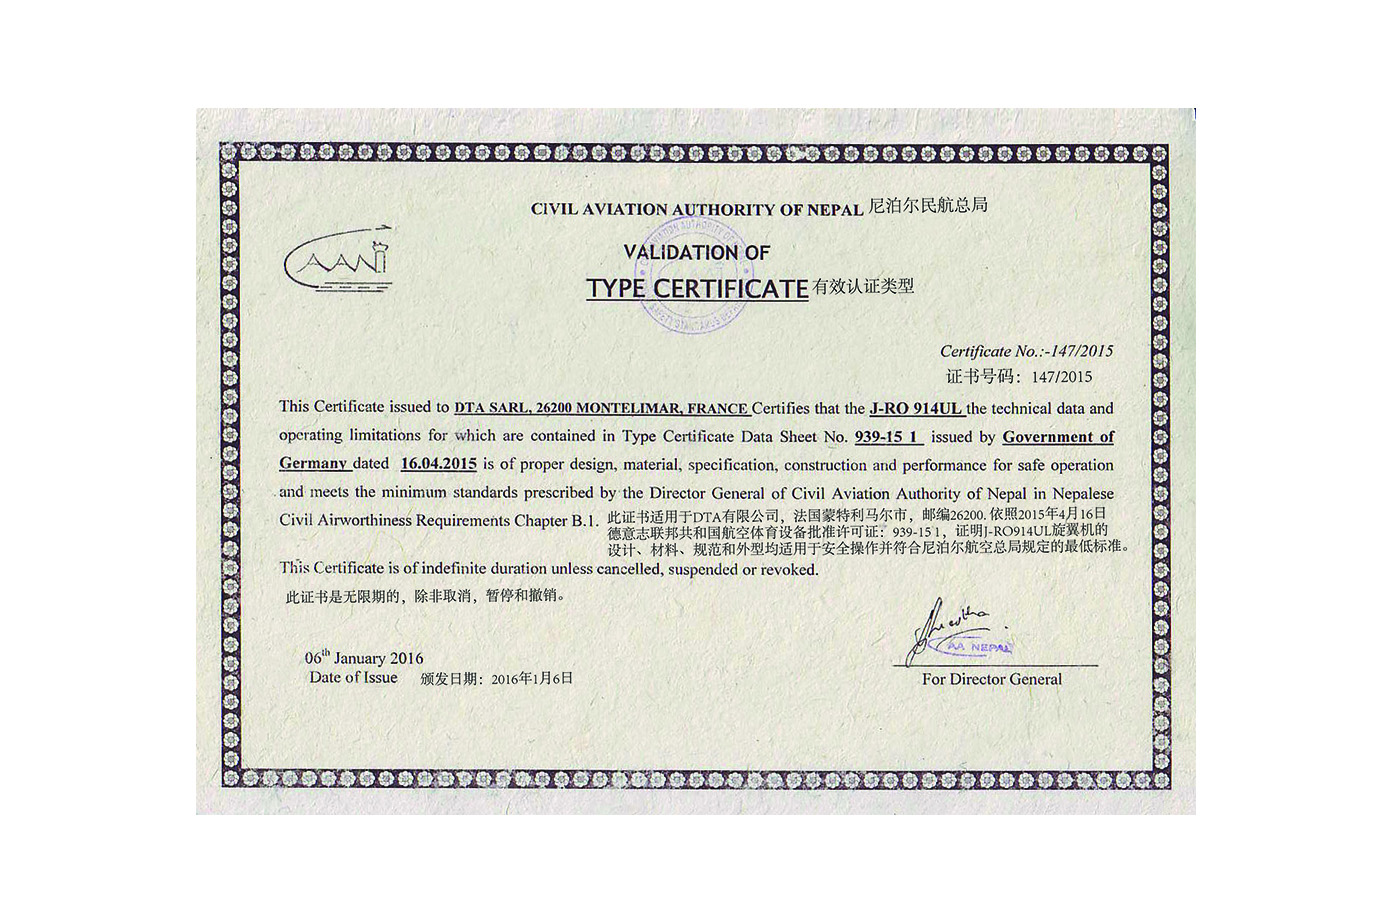 CIVIL AVIATION AUTHORITY OF NEPAL 尼泊尔民航总局
CAAN
VALIDATION OF
TYPE CERTIFICATE 有效认证类型
Certificate No.:-147/2015
证书号码：147/2015
This Certificate issued to DTA SARL, 26200 MONTELIMAR, FRANCE Certifies that the J-RO 914UL the technical data and
operating limitations for which are contained in Type Certificate Data Sheet No. 939-15 1 issued by Government of
Germany dated 16.04.2015 is of proper design, material, specification, construction and performance for safe operation
and meets the minimum standards prescribed by the Director General of Civil Aviation Authority of Nepal in Nepalese
Civil Airworthiness Requirements Chapter B.1.
此证书适用于DTA有限公司，法国蒙特利马尔市，邮编26200. 依照2015年4月16日
德意志联邦共和国航空体育设备批准许可证：939-15 1，证明J-RO914UL旋翼机的
设计、材料、规范和外型均适用于安全操作并符合尼泊尔航空总局规定的最低标准。
This Certificate is of indefinite duration unless cancelled, suspended or revoked.
此证书是无限期的，除非取消，暂停和撤销。
06th January 2016
Date of Issue 颁发日期：2016年1月6日
AA NEPAL
For Director General